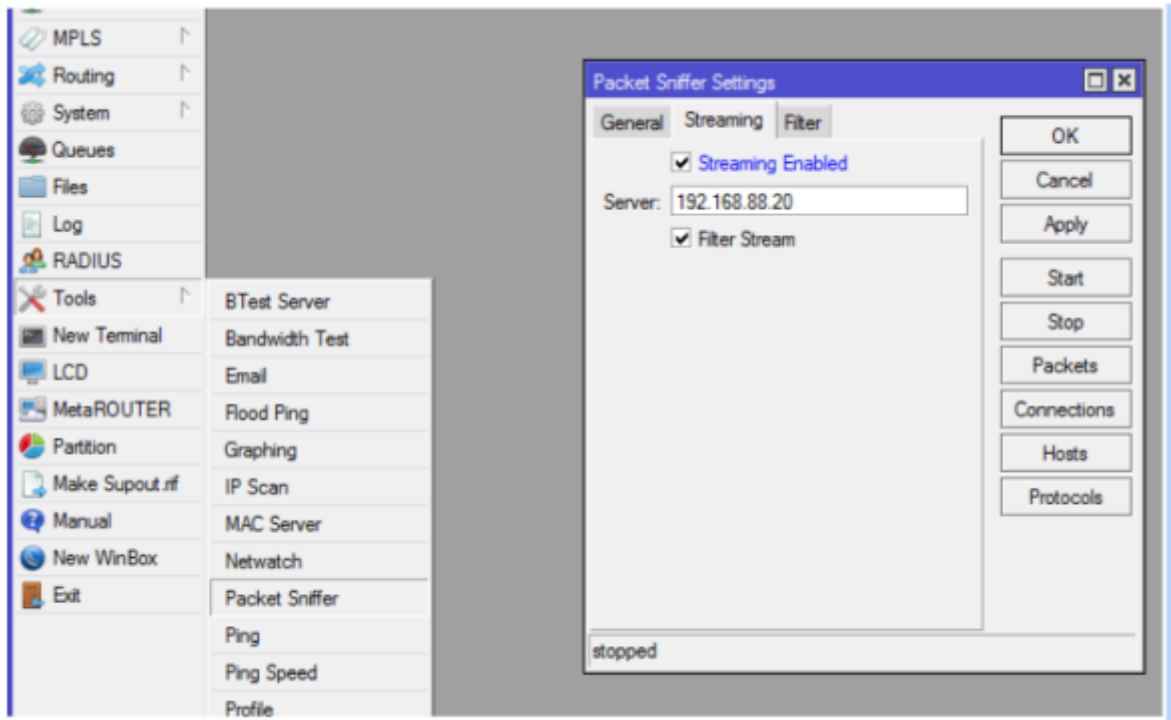 MPLS
Routing
System
Queues
Files
Log
RADIUS
Tools
New Terminal
LCD
MetaROUTER
Partition
Make Supout.rif
Manual
New WinBox
Exit
BTest Server
Bandwidth Test
Email
Flood Ping
Graphing
IP Scan
MAC Server
Netwatch
Packet Sniffer
Ping
Ping Speed
Profile
Packet Sniffer Settings
General Streaming Filter
Streaming Enabled
Server: 192.168.88.20
Filter Stream
OK
Cancel
Apply
Start
Stop
Packets
Connections
Hosts
Protocols
stopped